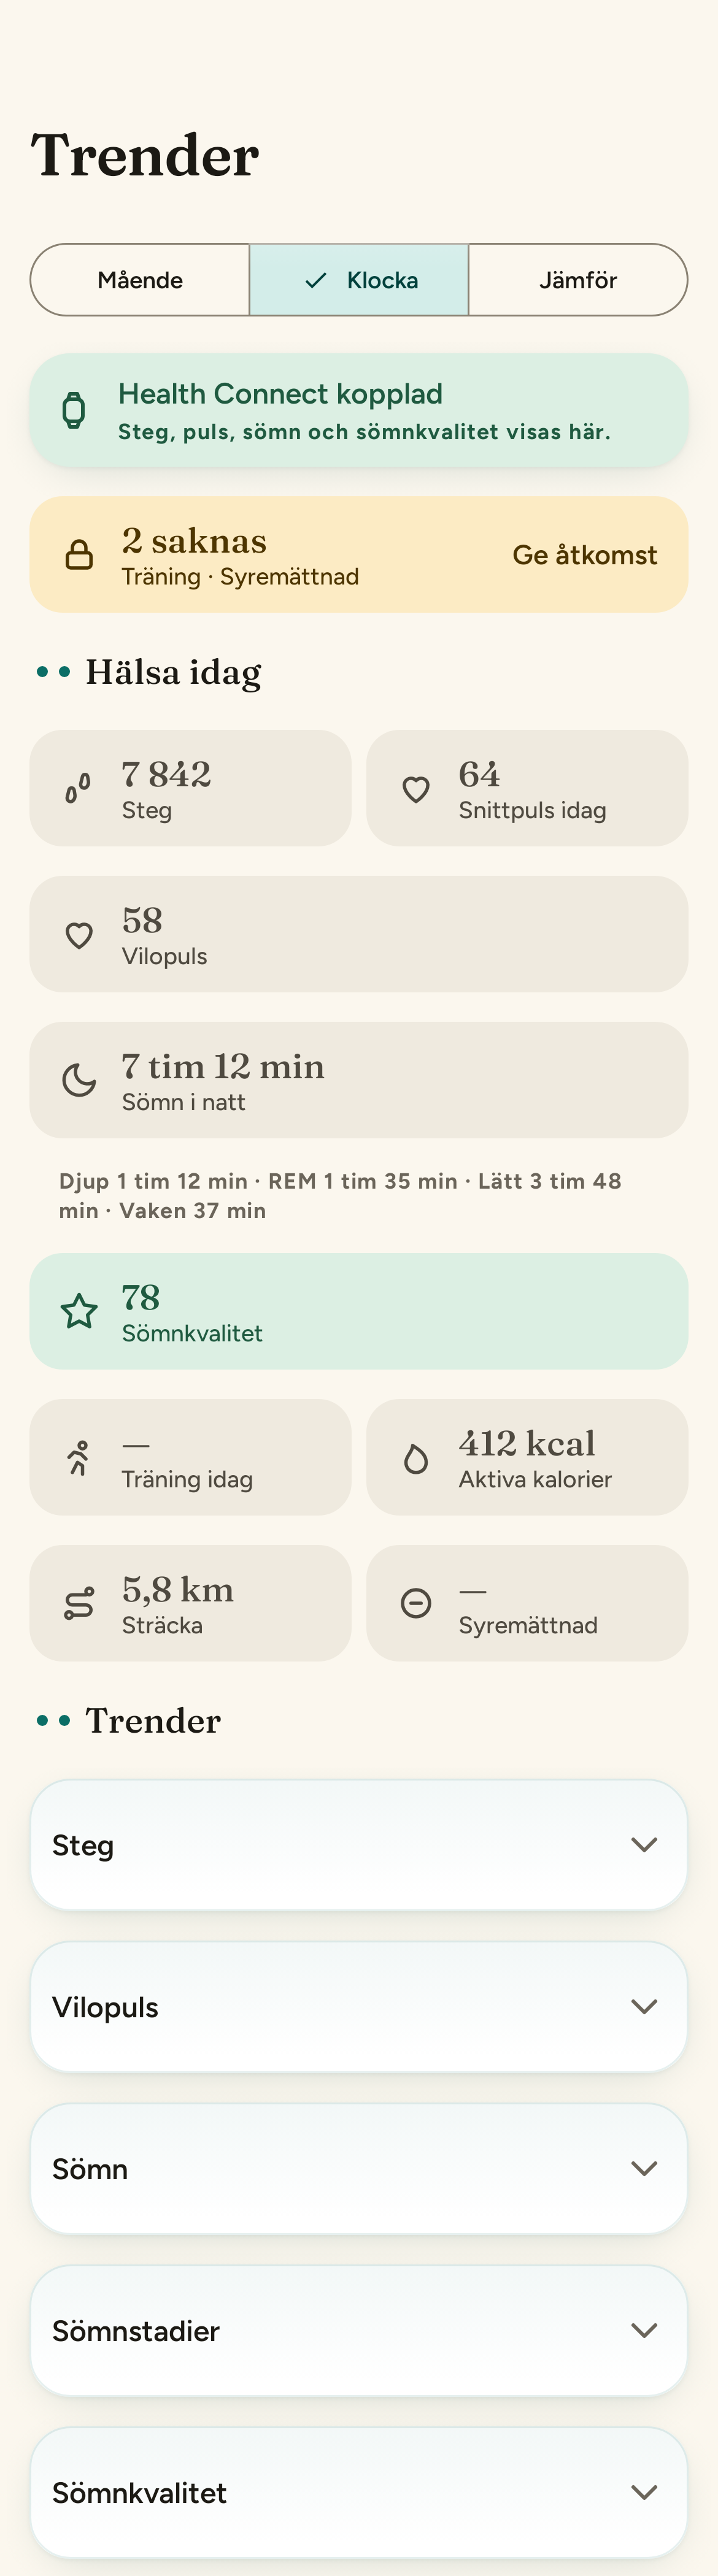 Trender
Mående
Klocka
Jämför
Health Connect kopplad
Steg, puls, sömn och sömnkvalitet visas här.
2 saknas
Träning · Syremättnad
Ge åtkomst
Hälsa idag
7 842
Steg
64
Snittpuls idag
58
Vilopuls
7 tim 12 min
Sömn i natt
Djup 1 tim 12 min · REM 1 tim 35 min · Lätt 3 tim 48
min · Vaken 37 min
78
Sömnkvalitet
—
Träning idag
412 kcal
Aktiva kalorier
5,8 km
Sträcka
—
Syremättnad
Trender
Steg
Vilopuls
Sömn
Sömnstadier
Sömnkvalitet